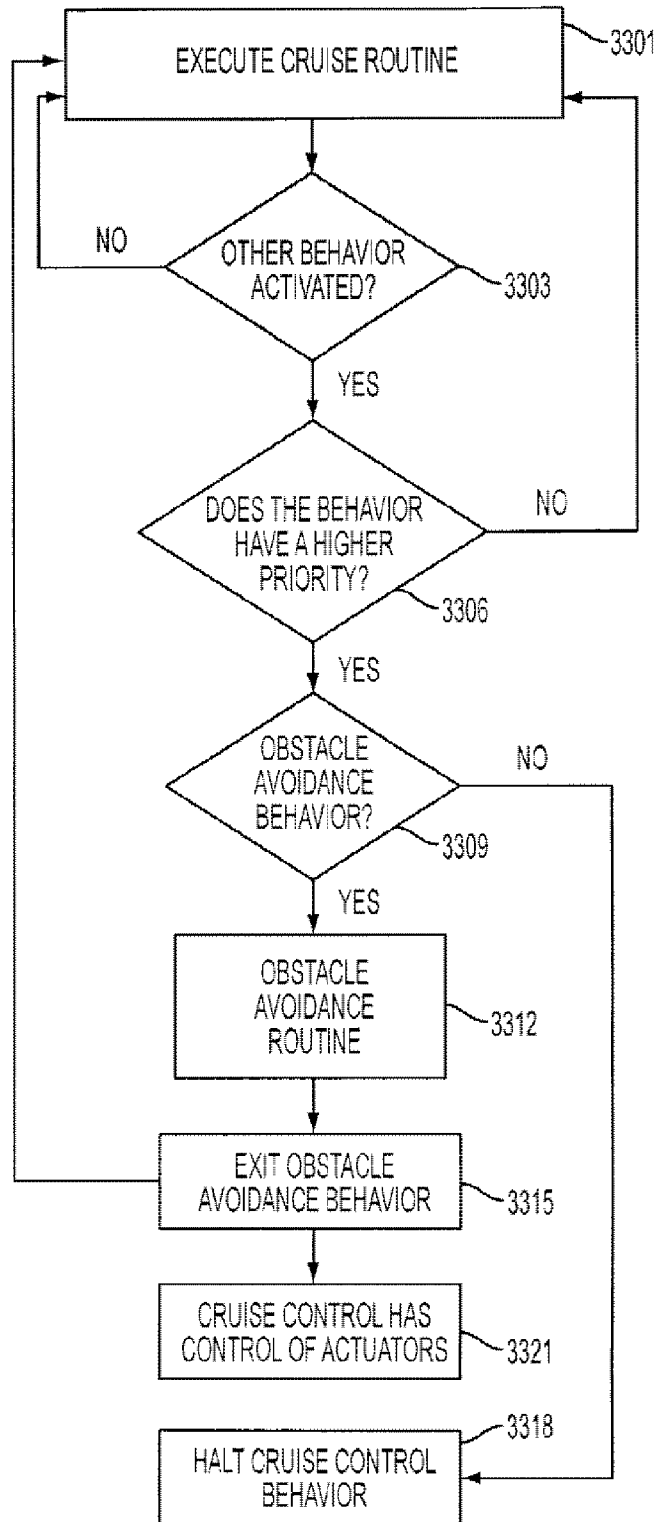 EXECUTE CRUISE ROUTINE
3301
OTHER BEHAVIOR
ACTIVATED?
3303
NO
YES
DOES THE BEHAVIOR
HAVE A HIGHER
PRIORITY?
3306
NO
YES
OBSTACLE
AVOIDANCE
BEHAVIOR?
3309
NO
YES
OBSTACLE
AVOIDANCE
ROUTINE
3312
EXIT OBSTACLE
AVOIDANCE BEHAVIOR
3315
CRUISE CONTROL HAS
CONTROL OF ACTUATORS
3321
3318
HALT CRUISE CONTROL
BEHAVIOR